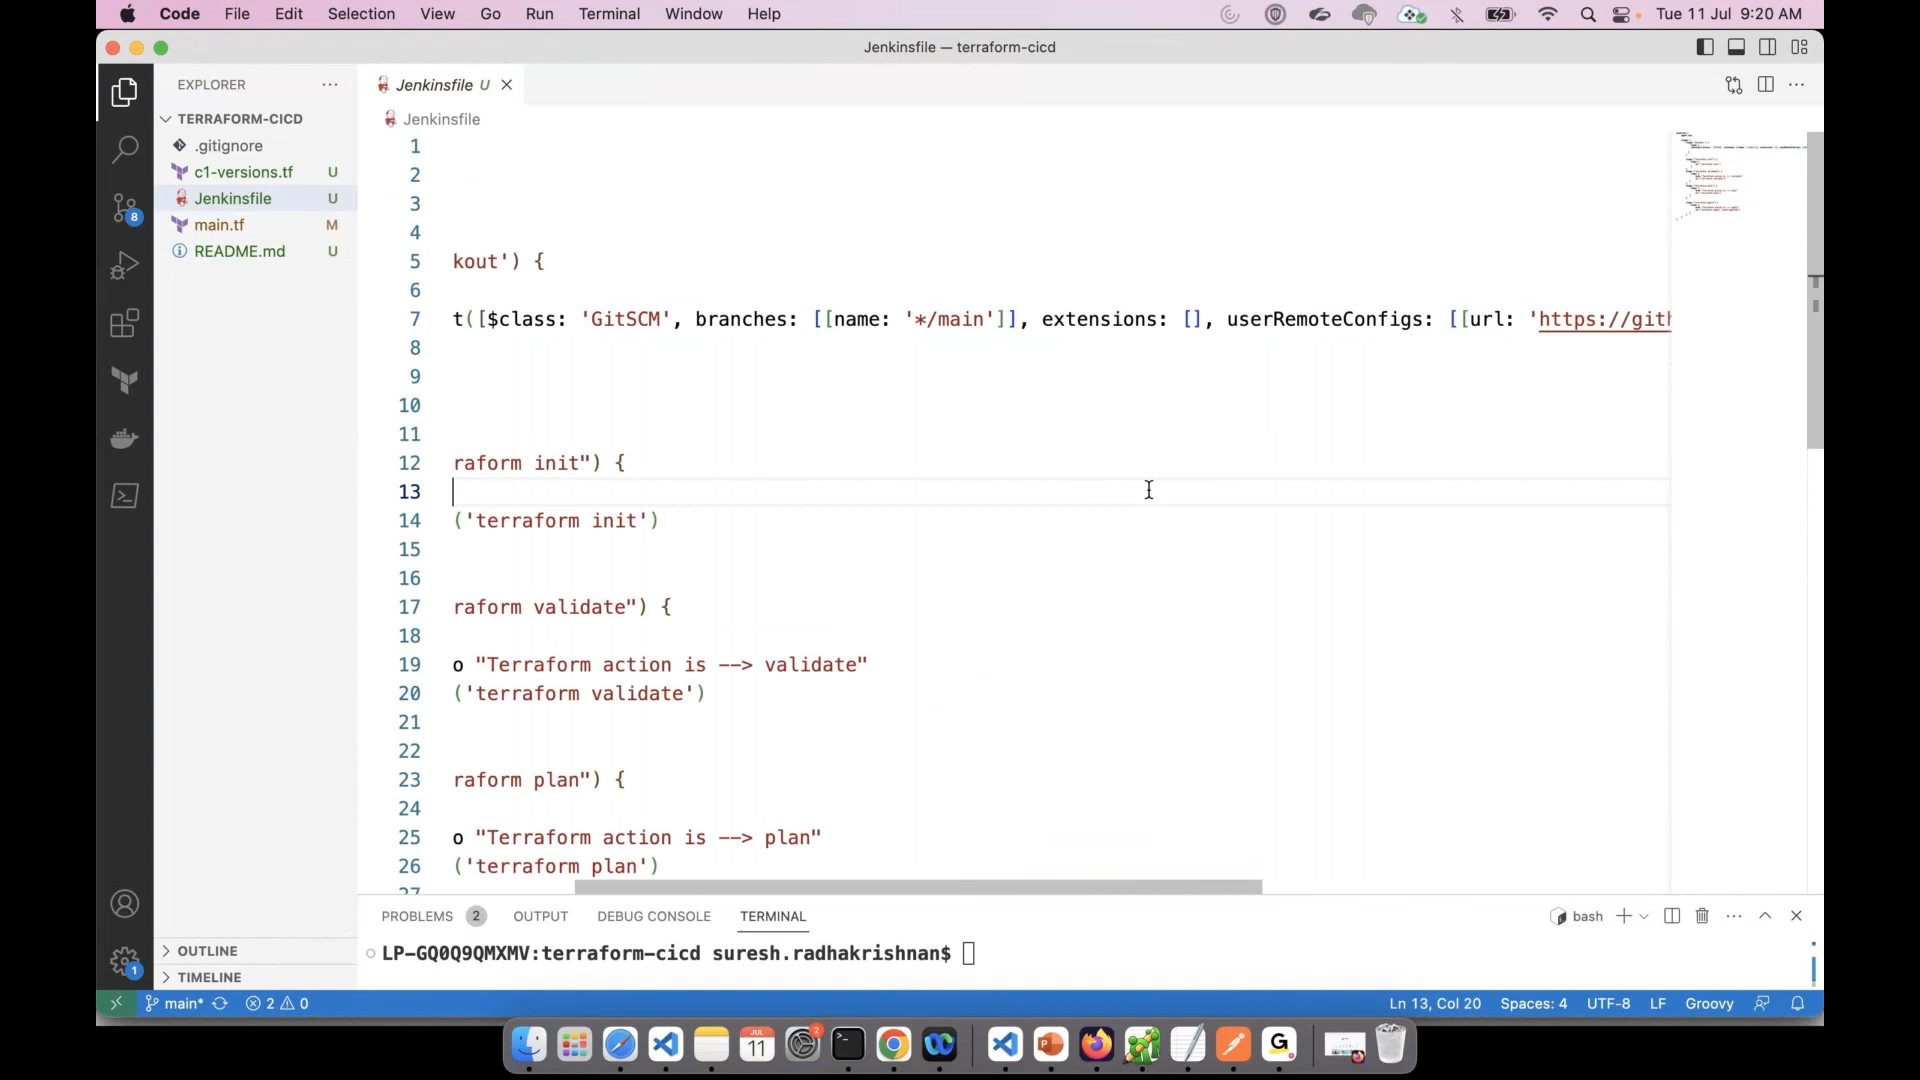 Code File Edit Selection View Go Run Terminal Window Help Tue 11 Jul 9:20 AM
Jenkinsfile — terraform-cicd
EXPLORER
Jenkinsfile U
TERRAFORM-CICD
Jenkinsfile
.gitignore
c1-versions.tf U
Jenkinsfile U
main.tf M
README.md U
8
1
2
3
4
5 kout') {
6
7 t([$class: 'GitSCM', branches: [[name: '*/main']], extensions: [], userRemoteConfigs: [[url: 'https://gith
8
9
10
11
12 raform init") {
13
14 ('terraform init')
15
16
17 raform validate") {
18
19 o "Terraform action is --> validate"
20 ('terraform validate')
21
22
23 raform plan") {
24
25 o "Terraform action is --> plan"
26 ('terraform plan')
27
PROBLEMS 2 OUTPUT DEBUG CONSOLE TERMINAL bash
OUTLINE
LP-GQ0Q9QMXMV:terraform-cicd suresh.radhakrishnan$
1
TIMELINE
main* 2 0 Ln 13, Col 20 Spaces: 4 UTF-8 LF Groovy
JUL
11
2